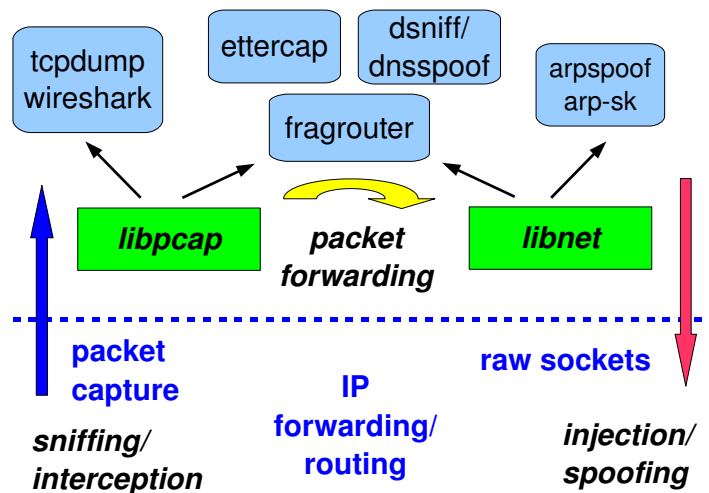 tcpdump
wireshark
ettercap
dsniff/
dnsspoof
arpspoof
arp-sk
fragrouter
libpcap
packet
forwarding
libnet
packet
capture
IP
forwarding/
routing
raw sockets
sniffing/
interception
injection/
spoofing